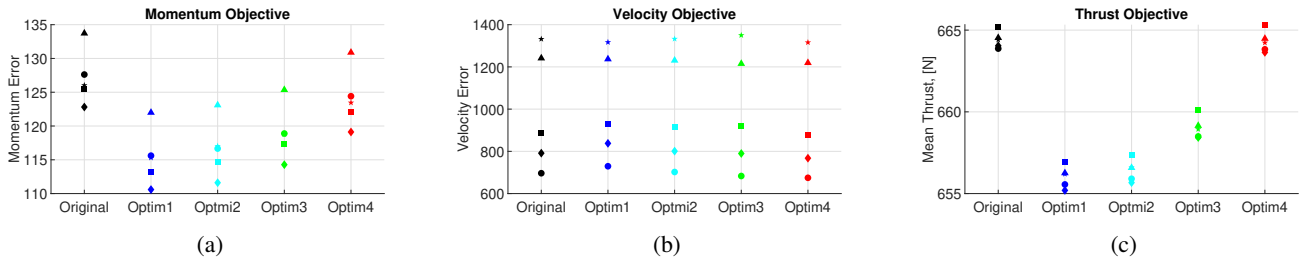 Momentum Objective
135
130
125
120
115
110
Momentum Error
Original Optim1 Optmi2 Optim3 Optim4
(a)
Velocity Objective
1400
1200
1000
800
600
Velocity Error
Original Optim1 Optmi2 Optim3 Optim4
(b)
Thrust Objective
665
660
655
Mean Thrust, [N]
Original Optim1 Optmi2 Optim3 Optim4
(c)